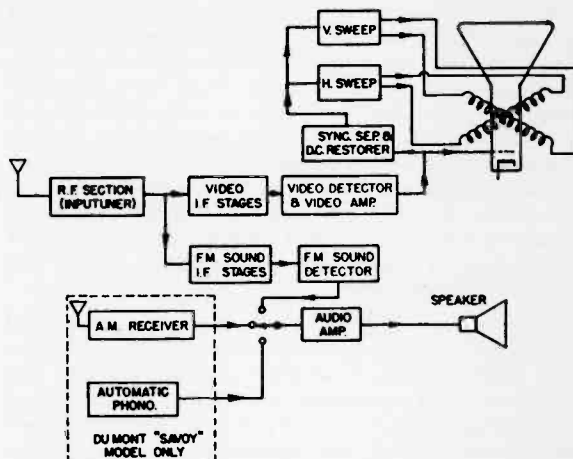 V. SWEEP
H. SWEEP
SYNC. SEP. &
D.C. RESTORER
R.F. SECTION
(INPUTUNER)
VIDEO
I.F. STAGES
VIDEO DETECTOR
& VIDEO AMP.
FM SOUND
I.F. STAGES
FM SOUND
DETECTOR
SPEAKER
A.M. RECEIVER
AUDIO
AMP.
AUTOMATIC
PHONO.
DU MONT "SAVOY"
MODEL ONLY